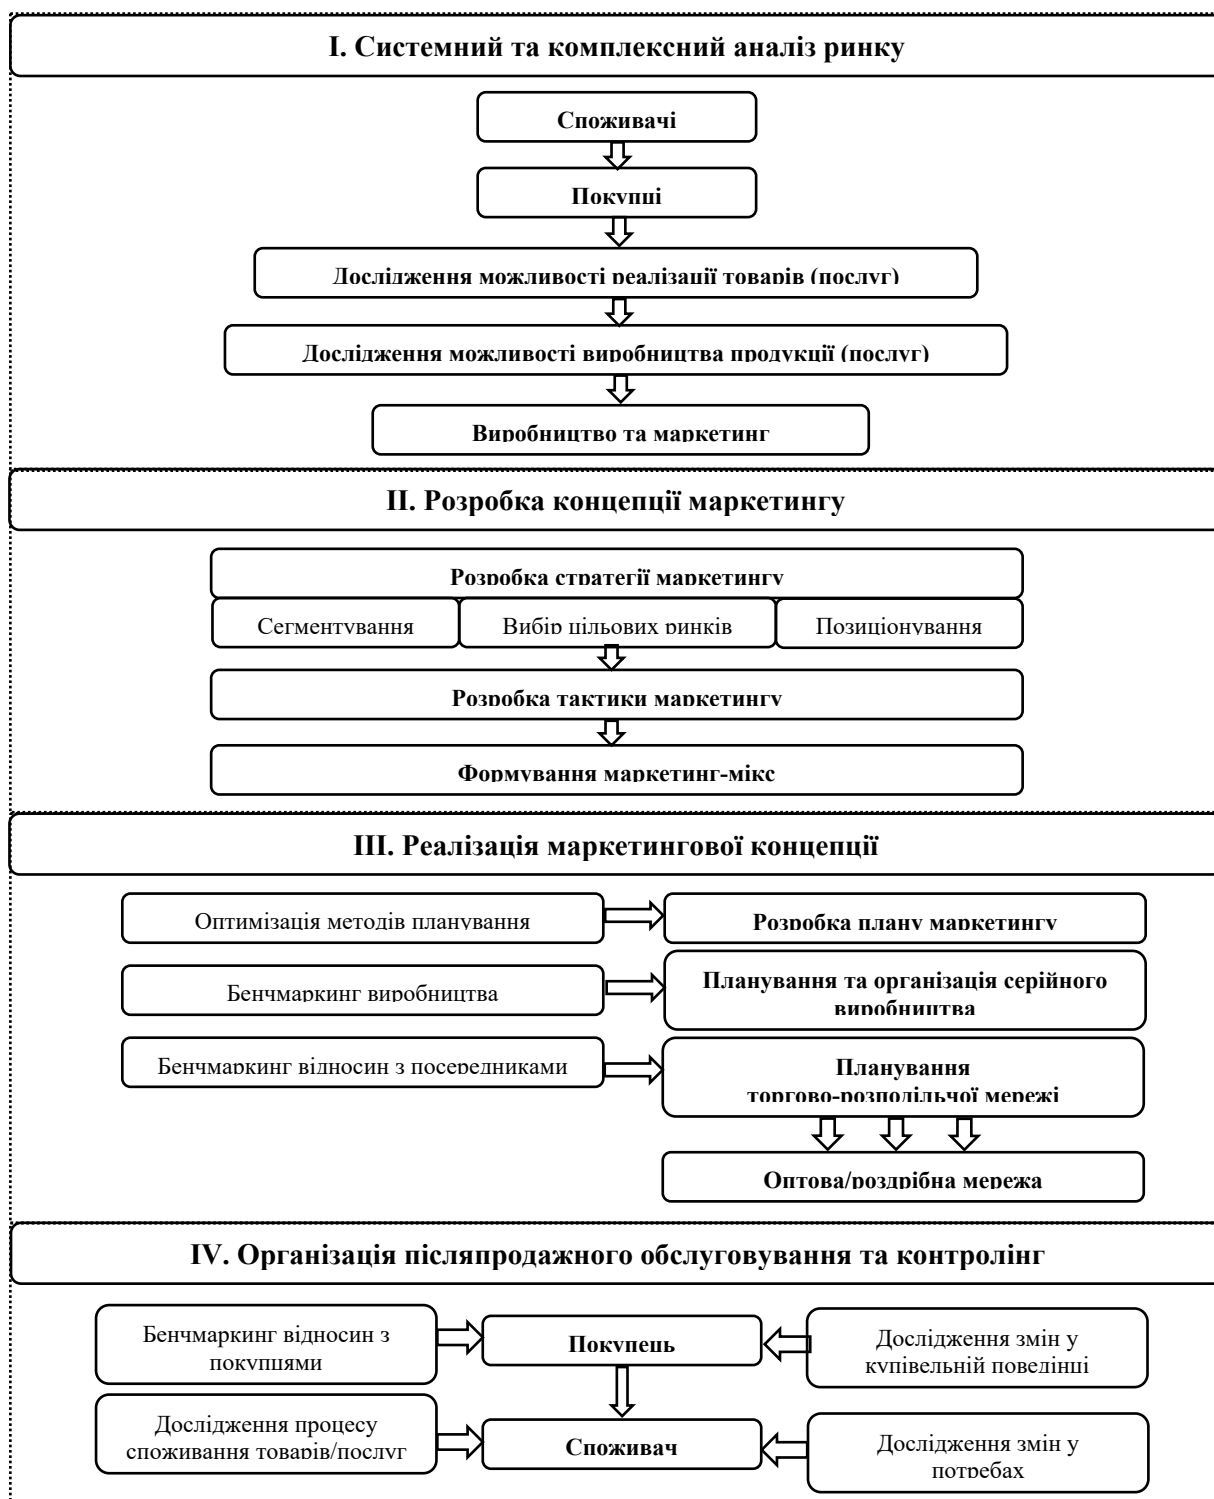 І. Системний та комплексний аналіз ринку
Споживачі
Покупці
Дослідження можливості реалізації товарів (послуг)
Дослідження можливості виробництва продукції (послуг)
Виробництво та маркетинг
ІІ. Розробка концепції маркетингу
Розробка стратегії маркетингу
Сегментування Вибір цільових ринків Позиціонування
Розробка тактики маркетингу
Формування маркетинг-мікс
ІІІ. Реалізація маркетингової концепції
Оптимізація методів планування
Розробка плану маркетингу
Бенчмаркинг виробництва
Планування та організація серійного
виробництва
Бенчмаркинг відносин з посередниками
Планування
торгово-розподільчої мережі
Оптова/роздрібна мережа
IV. Організація післяпродажного обслуговування та контролінг
Бенчмаркинг відносин з
покупцями
Покупець
Дослідження змін у
купівельній поведінці
Дослідження процесу
споживання товарів/послуг
Споживач
Дослідження змін у
потребах